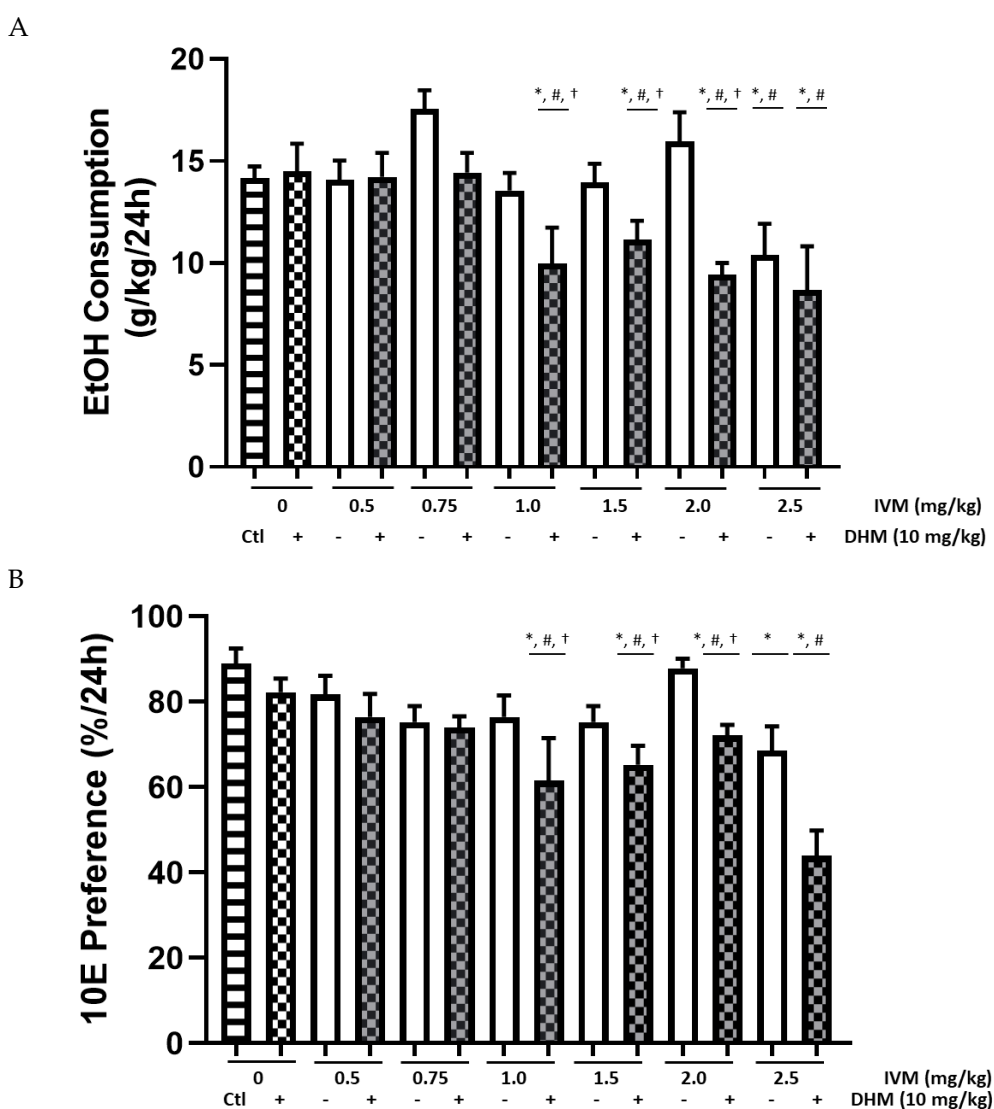 A
EtOH Consumption
(g/kg/24h)
20
15
10
5
0
*, #, † *, #, † *, #, † *, # *, #
0 0.5 0.75 1.0 1.5 2.0 2.5 IVM (mg/kg)
Ctl + - + - + - + - + - + - + DHM (10 mg/kg)
B
10E Preference (%/24h)
100
80
60
40
20
0
*, #, † *, #, † *, #, † * *, #
0 0.5 0.75 1.0 1.5 2.0 2.5 IVM (mg/kg)
Ctl + - + - + - + - + - + - + DHM (10 mg/kg)